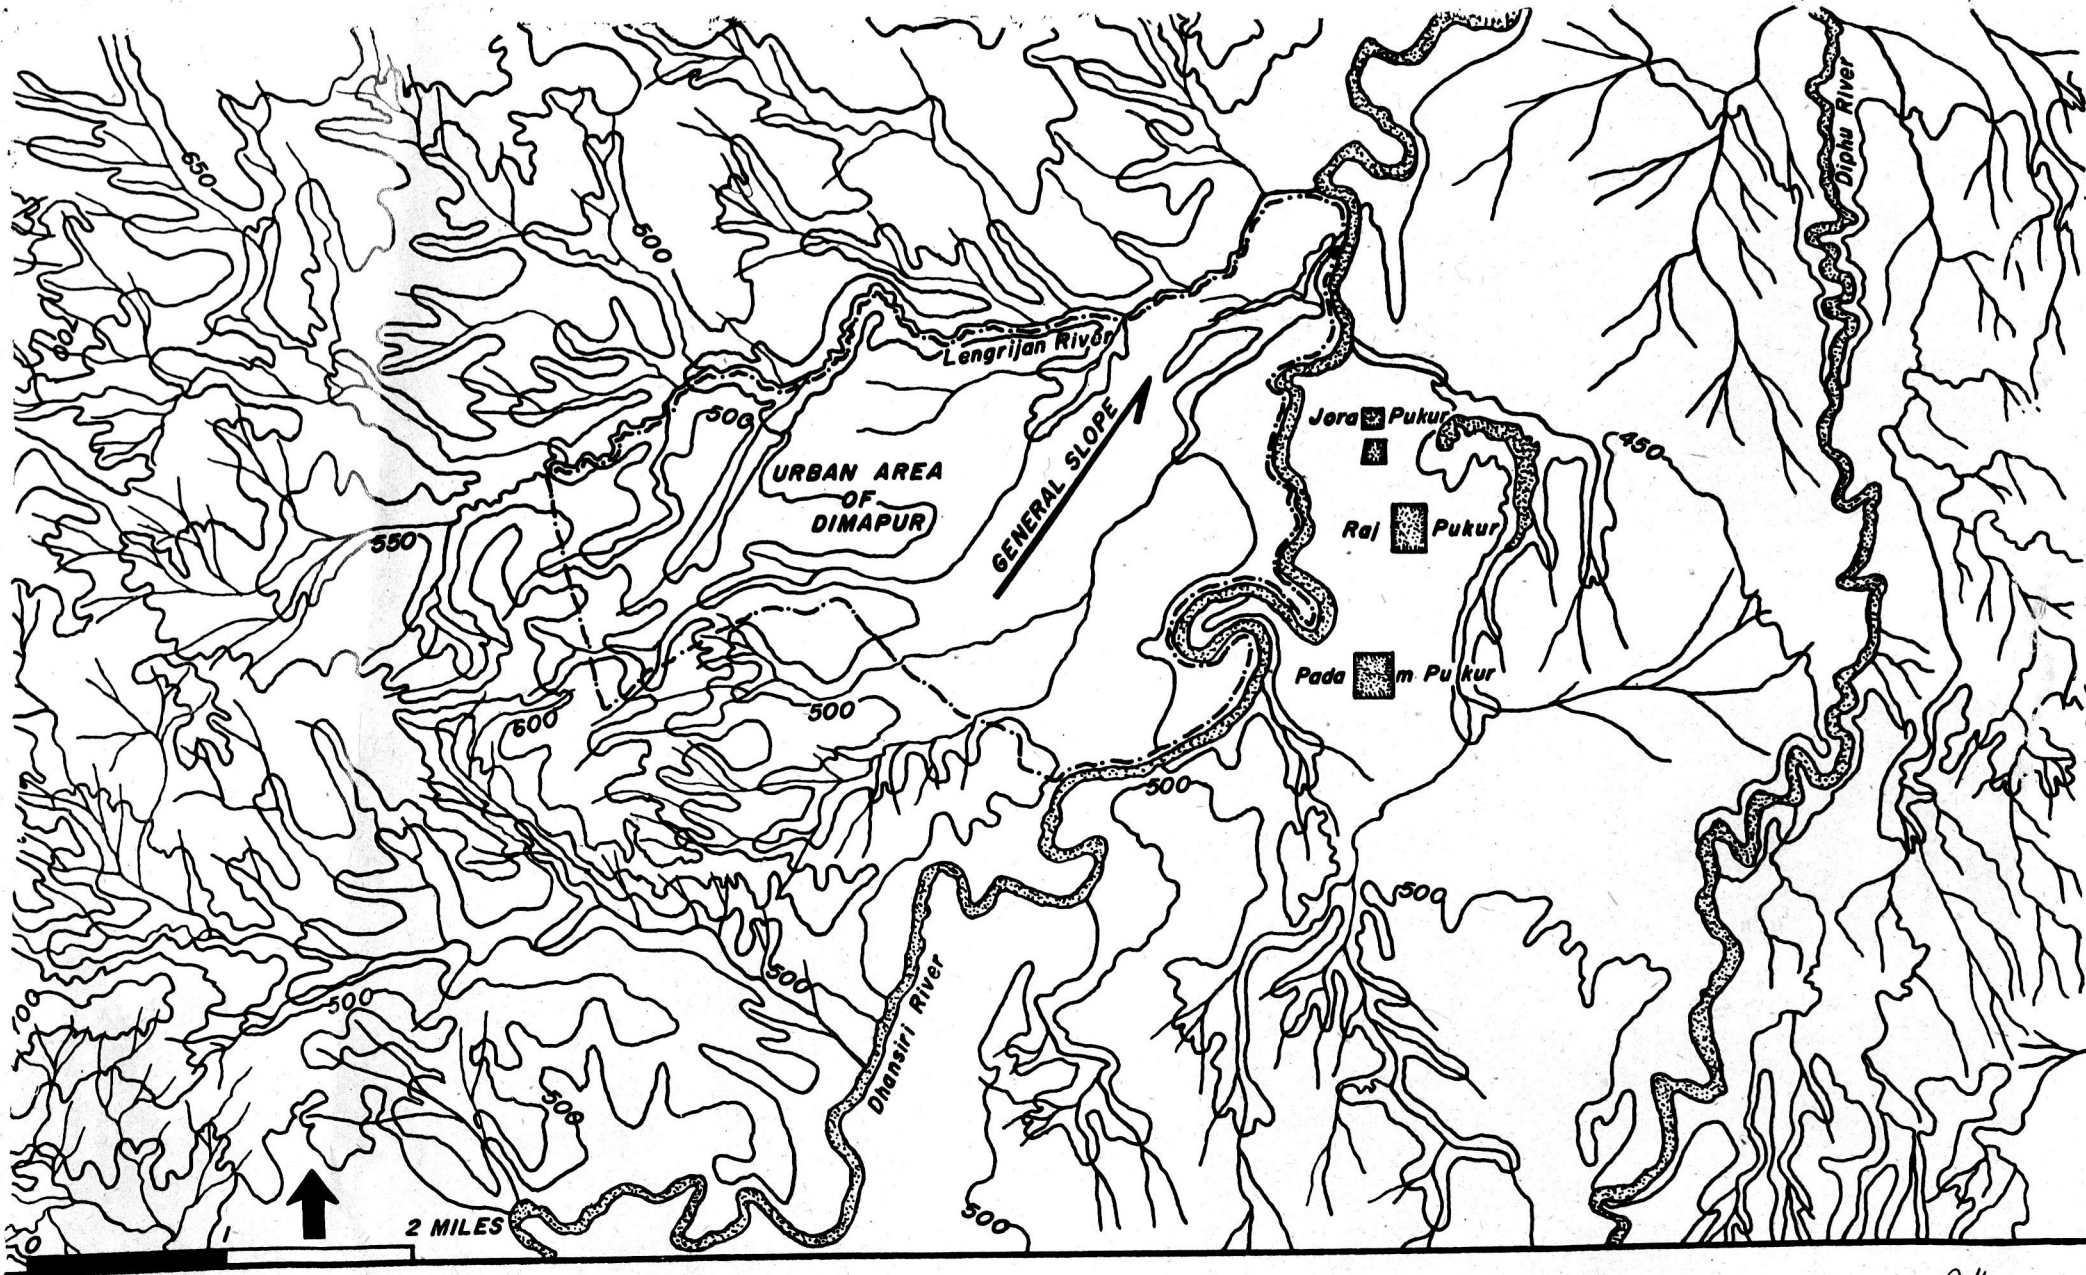 650
Diphu River
500
600
Lengrijan River
500
Jora Pukur
450
URBAN AREA
OF
DIMAPUR
GENERAL SLOPE
Raj Pukur
550
Pada m Pukur
500
500
500
500
500
Dhansiri River
500
700
500
500
2 MILES
0
1